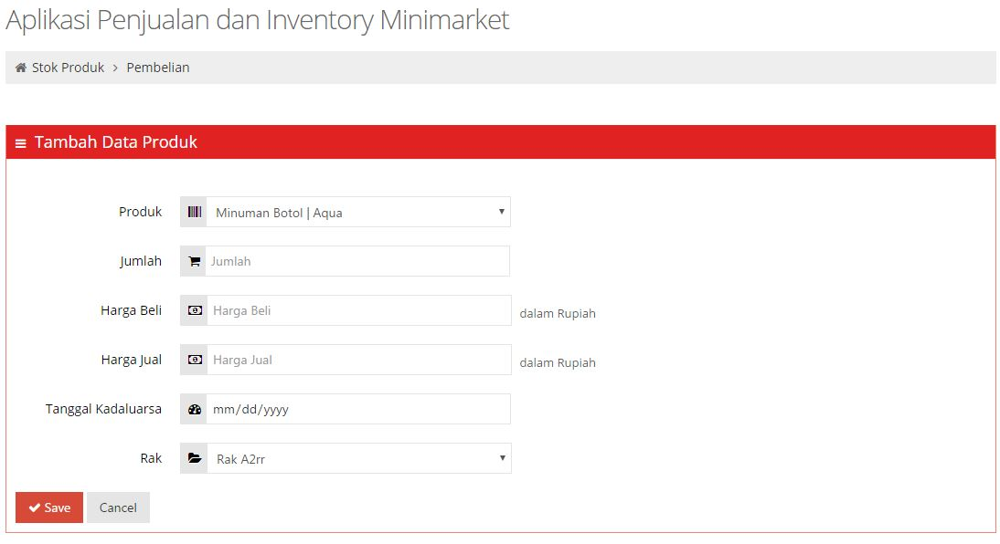 Aplikasi Penjualan dan Inventory Minimarket
Stok Produk > Pembelian
Tambah Data Produk
Produk Minuman Botol | Aqua
Jumlah Jumlah
Harga Beli Harga Beli dalam Rupiah
Harga Jual Harga Jual dalam Rupiah
Tanggal Kadaluarsa mm/dd/yyyy
Rak Rak A2rr
Save Cancel